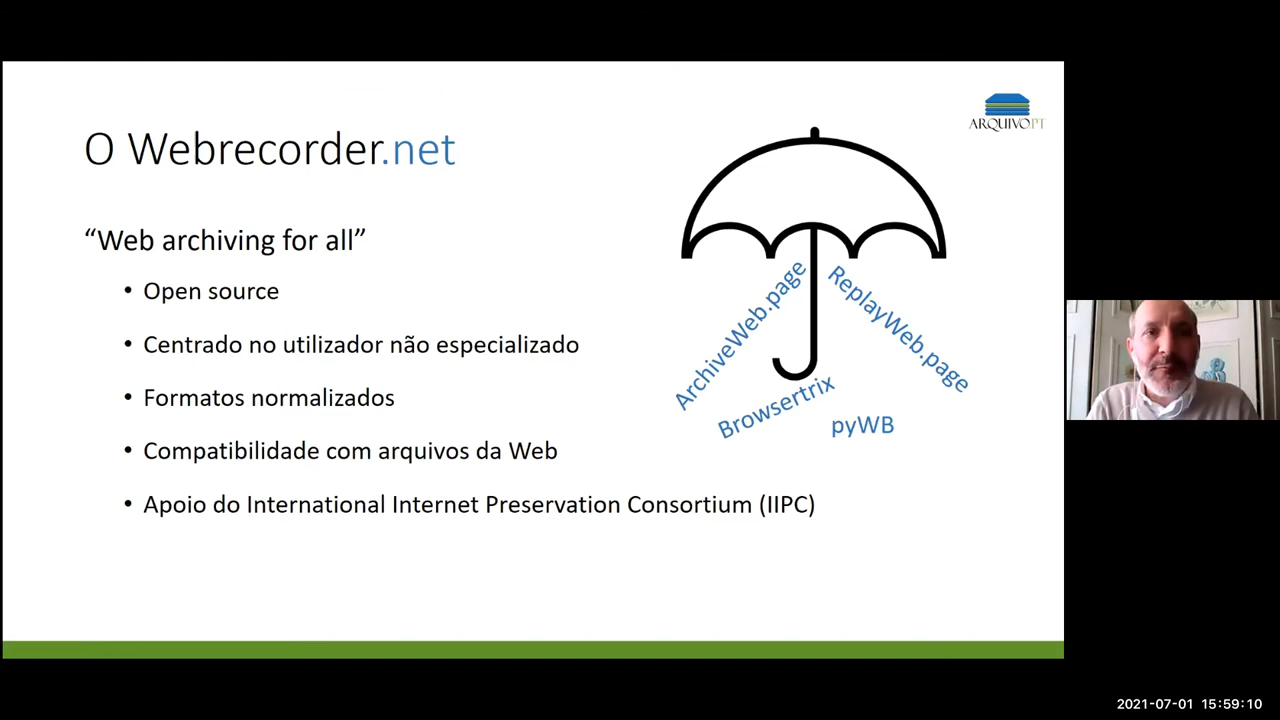 ARQUIVO.PT
O Webrecorder.net
“Web archiving for all”
• Open source
• Centrado no utilizador não especializado
• Formatos normalizados
• Compatibilidade com arquivos da Web
• Apoio do International Internet Preservation Consortium (IIPC)
ArchiveWeb.page
ReplayWeb.page
Browsertrix
pyWB
2021-07-01 15:59:10